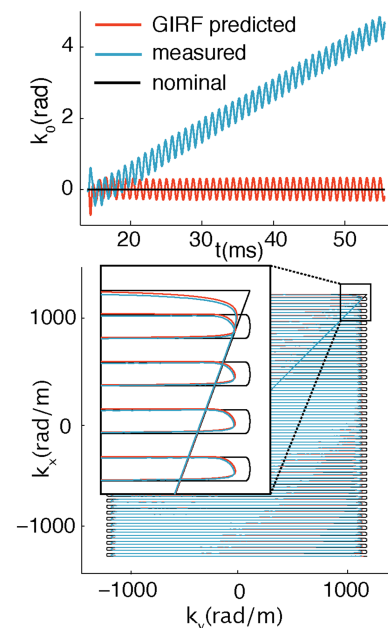 GIRF predicted
measured
nominal
4
2
0
k0(rad)
20 30 40 50
t(ms)
1000
0
−1000
kx(rad/m)
−1000 0 1000
ky(rad/m)